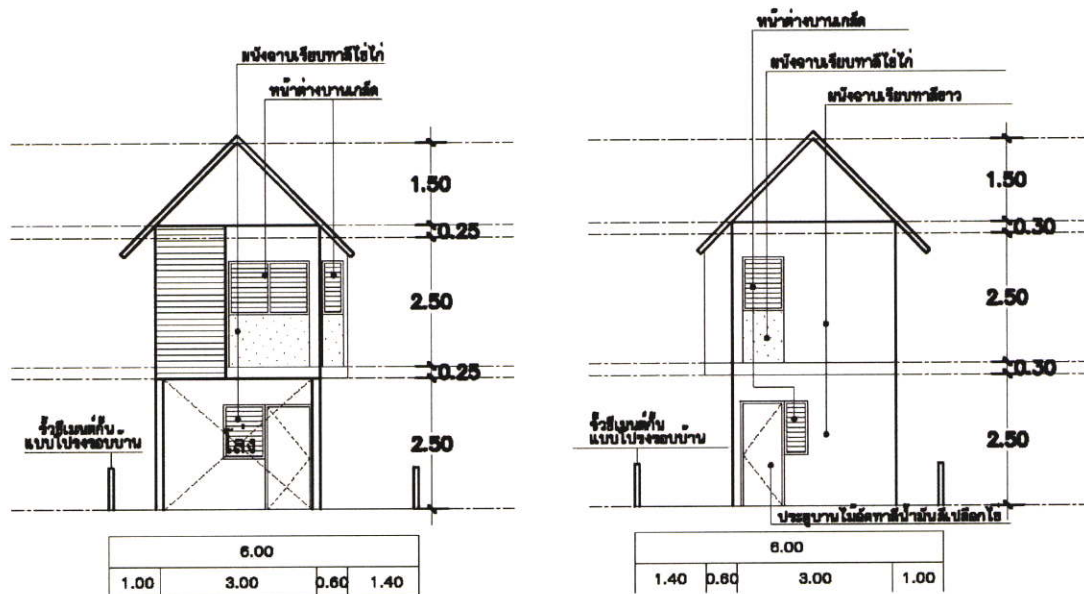 ผนังฉาบเรียบทาสีไข่ไก่
หน้าต่างบานเกล็ด
1.50
0.25
2.50
0.25
2.50
รั้วซีเมนต์กั้น
แบบโปร่งรอบบ้าน
โล่ง
6.00
1.00 3.00 0.60 1.40
หน้าต่างบานเกล็ด
ผนังฉาบเรียบทาสีไข่ไก่
ผนังฉาบเรียบทาสีขาว
1.50
0.30
2.50
0.30
2.50
รั้วซีเมนต์กั้น
แบบโปร่งรอบบ้าน
ประตูบานไม้อัดทาสีน้ำมันสีเปลือกไข่
6.00
1.40 0.60 3.00 1.00